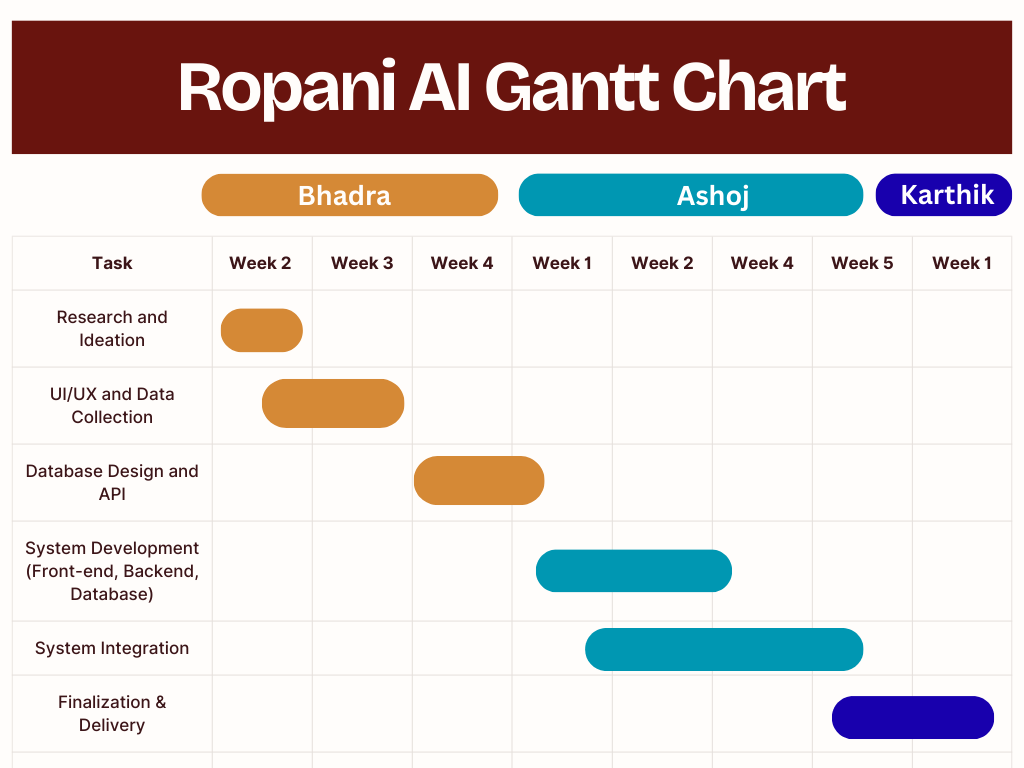 Ropani AI Gantt Chart
Bhadra Ashoj Karthik
Task Week 2 Week 3 Week 4 Week 1 Week 2 Week 4 Week 5 Week 1
Research and
Ideation
UI/UX and Data
Collection
Database Design and
API
System Development
(Front-end, Backend,
Database)
System Integration
Finalization &
Delivery